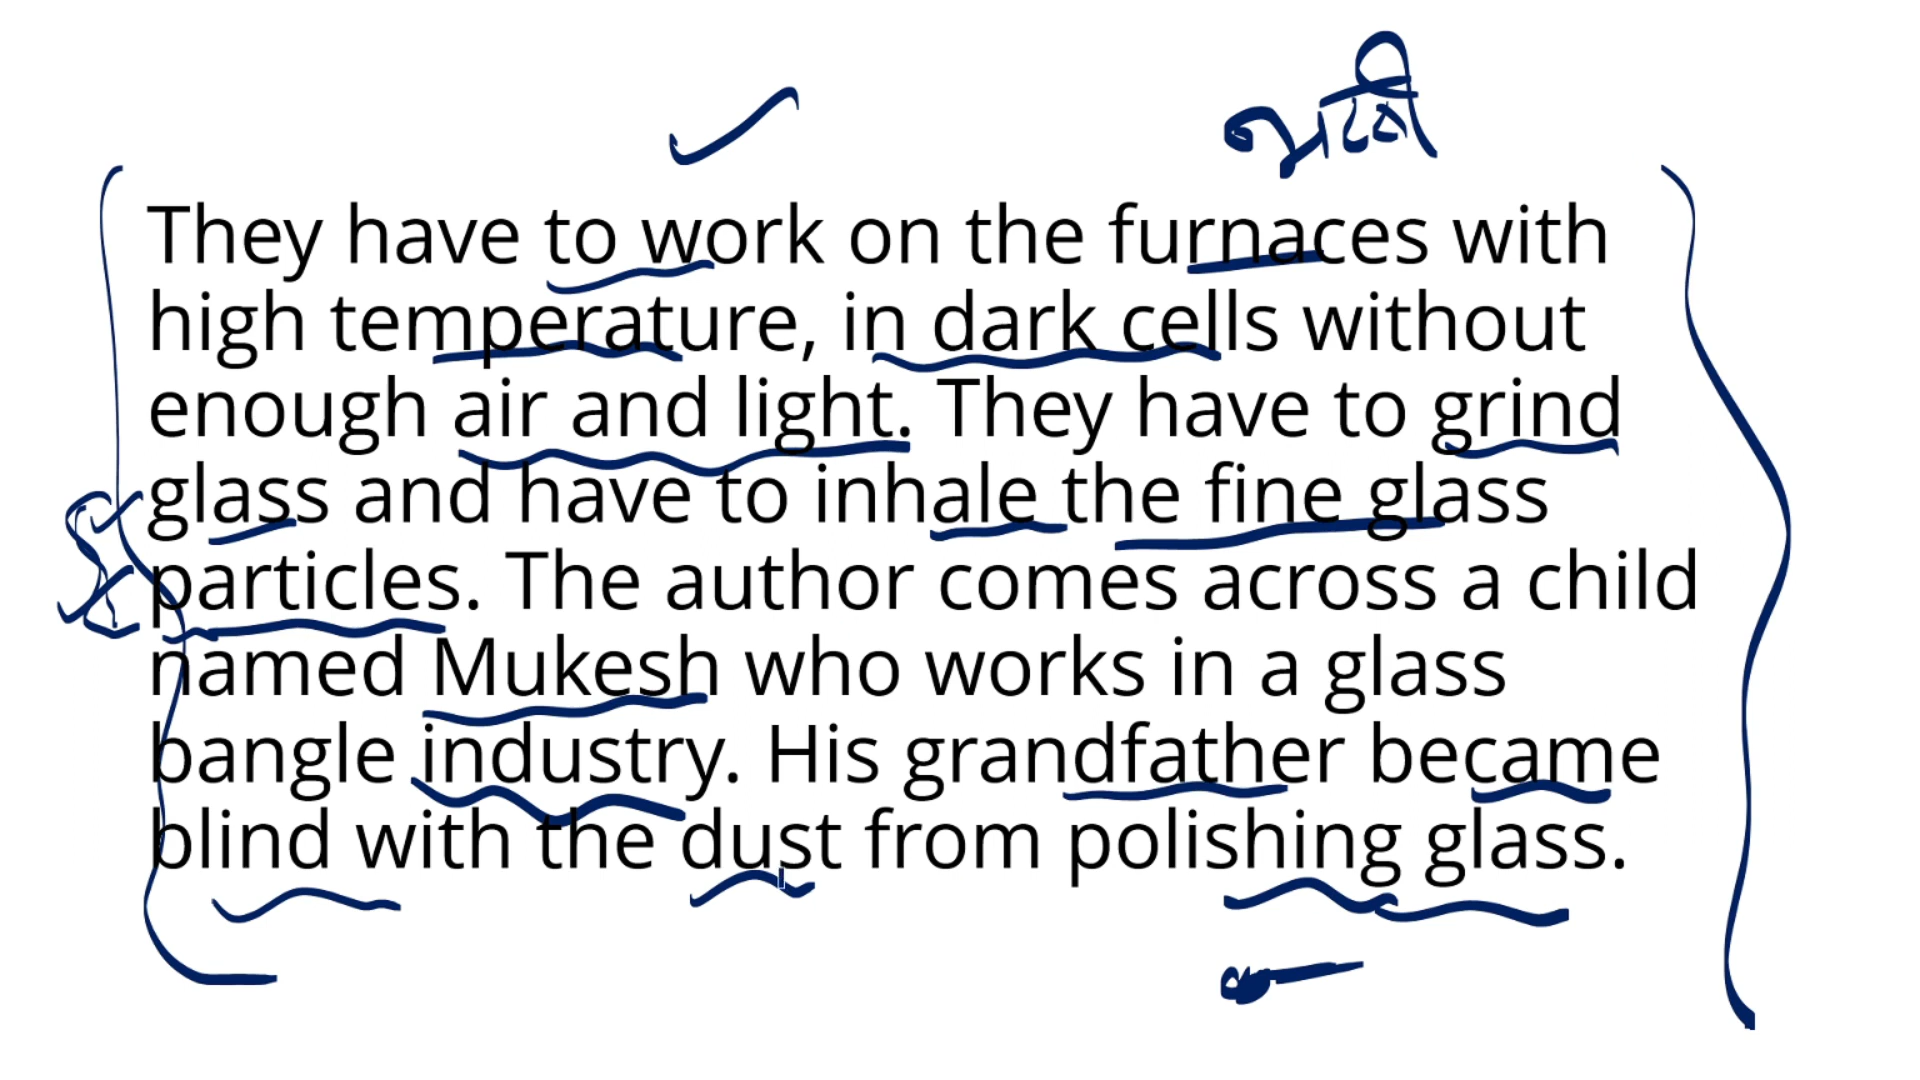 They have to work on the furnaces with
high temperature, in dark cells without
enough air and light. They have to grind
glass and have to inhale the fine glass
particles. The author comes across a child
named Mukesh who works in a glass
bangle industry. His grandfather became
blind with the dust from polishing glass.